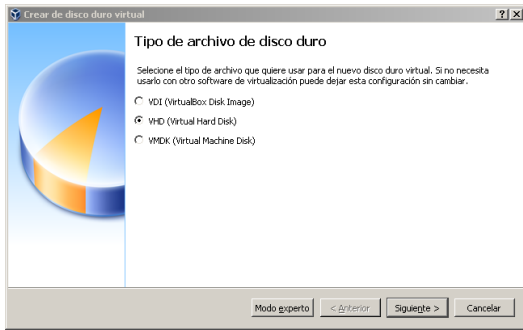 Crear de disco duro virtual
Tipo de archivo de disco duro
Selecione el tipo de archivo que quiere usar para el nuevo disco duro virtual. Si no necesita
usarlo con otro software de virtualización puede dejar esta configuración sin cambiar.
VDI (VirtualBox Disk Image)
VHD (Virtual Hard Disk)
VMDK (Virtual Machine Disk)
Modo experto < Anterior Siguiente > Cancelar